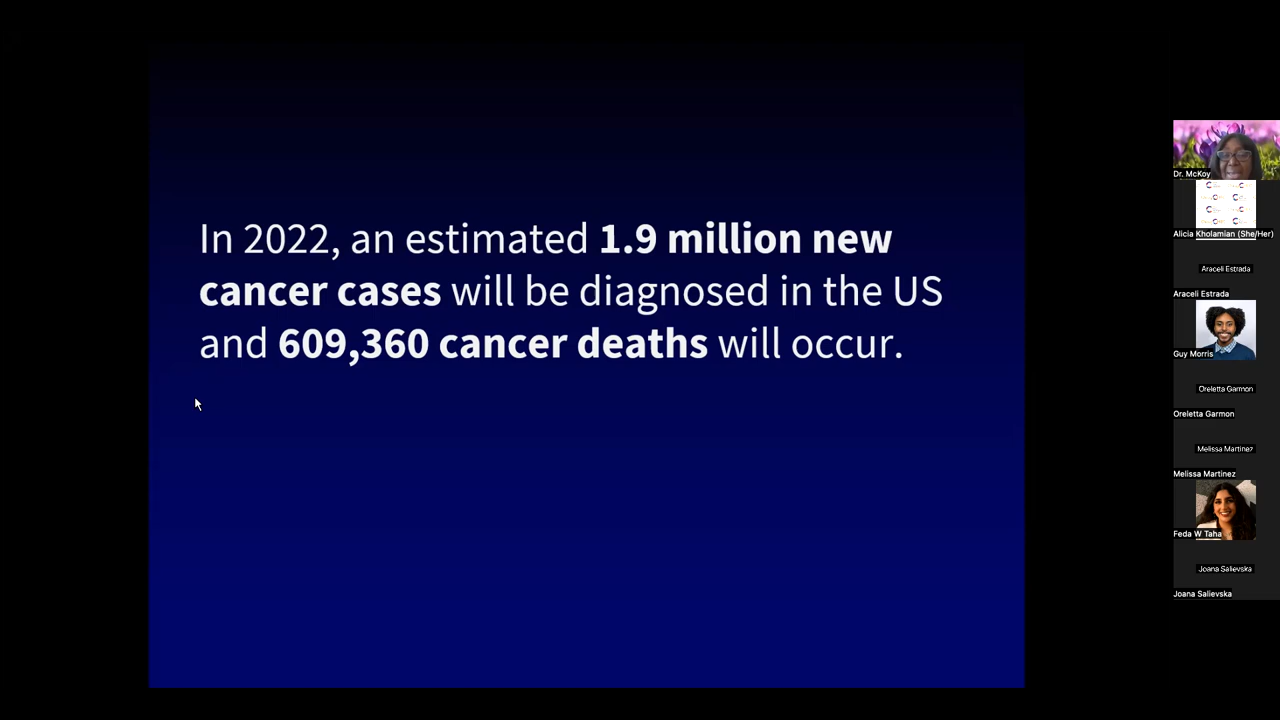 In 2022, an estimated 1.9 million new
cancer cases will be diagnosed in the US
and 609,360 cancer deaths will occur.
Dr. McKoy
Alicia Kholamian (She/Her)
Araceli Estrada
Araceli Estrada
Guy Morris
Oreletta Garmon
Oreletta Garmon
Melissa Martinez
Melissa Martinez
Feda W Taha
Joana Salievska
Joana Salievska